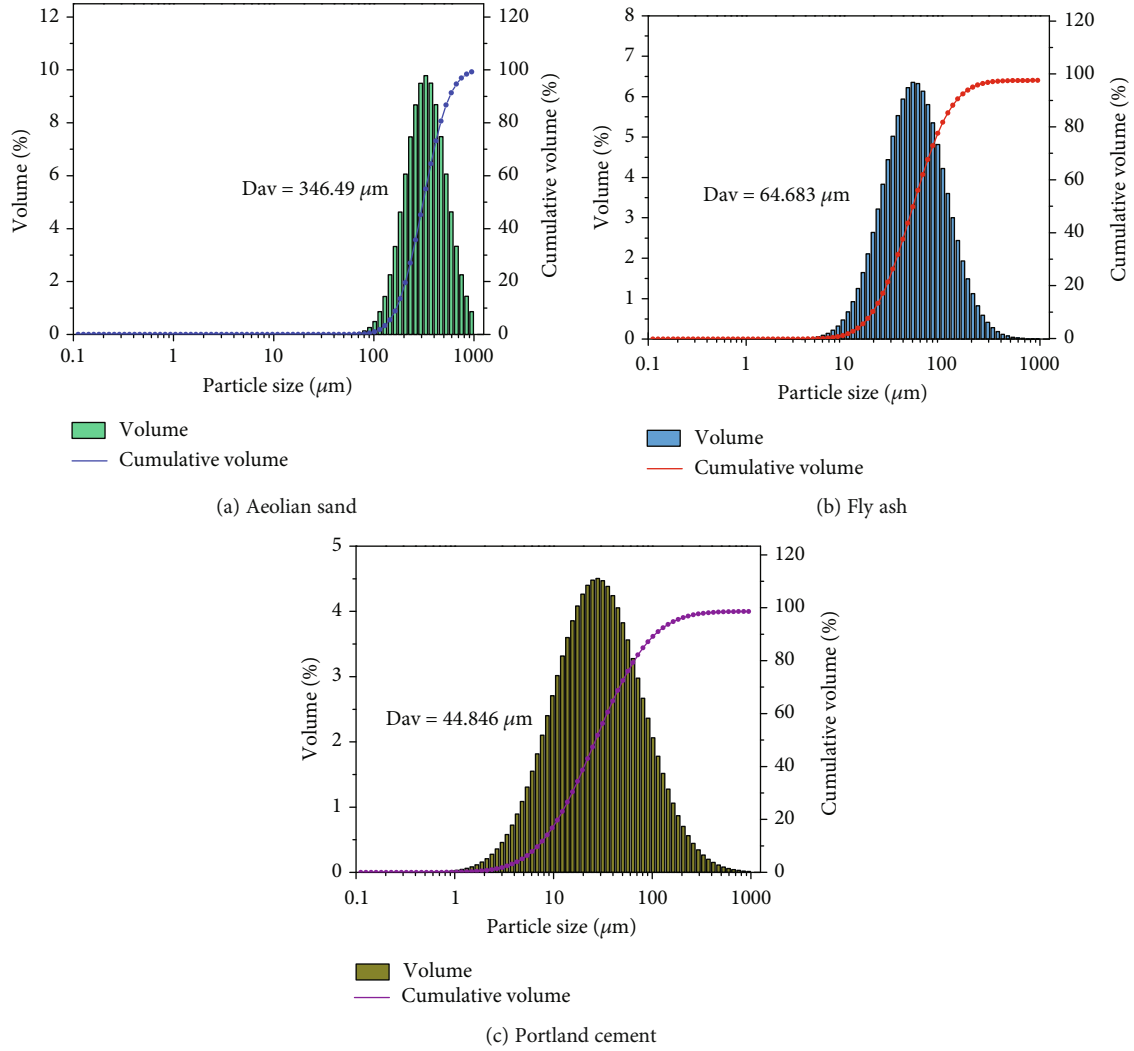 12
10
8
6
4
2
0
Volume (%)
120
100
80
60
40
20
0
Cumulative volume (%)
Dav = 346.49 μm
0.1 1 10 100 1000
Particle size (μm)
Volume
Cumulative volume
(a) Aeolian sand
8
7
6
5
4
3
2
1
0
Volume (%)
120
100
80
60
40
20
0
Cumulative volume (%)
Dav = 64.683 μm
0.1 1 10 100 1000
Particle size (μm)
Volume
Cumulative volume
(b) Fly ash
5
4
3
2
1
0
Volume (%)
120
100
80
60
40
20
0
Cumulative volume (%)
Dav = 44.846 μm
0.1 1 10 100 1000
Particle size (μm)
Volume
Cumulative volume
(c) Portland cement